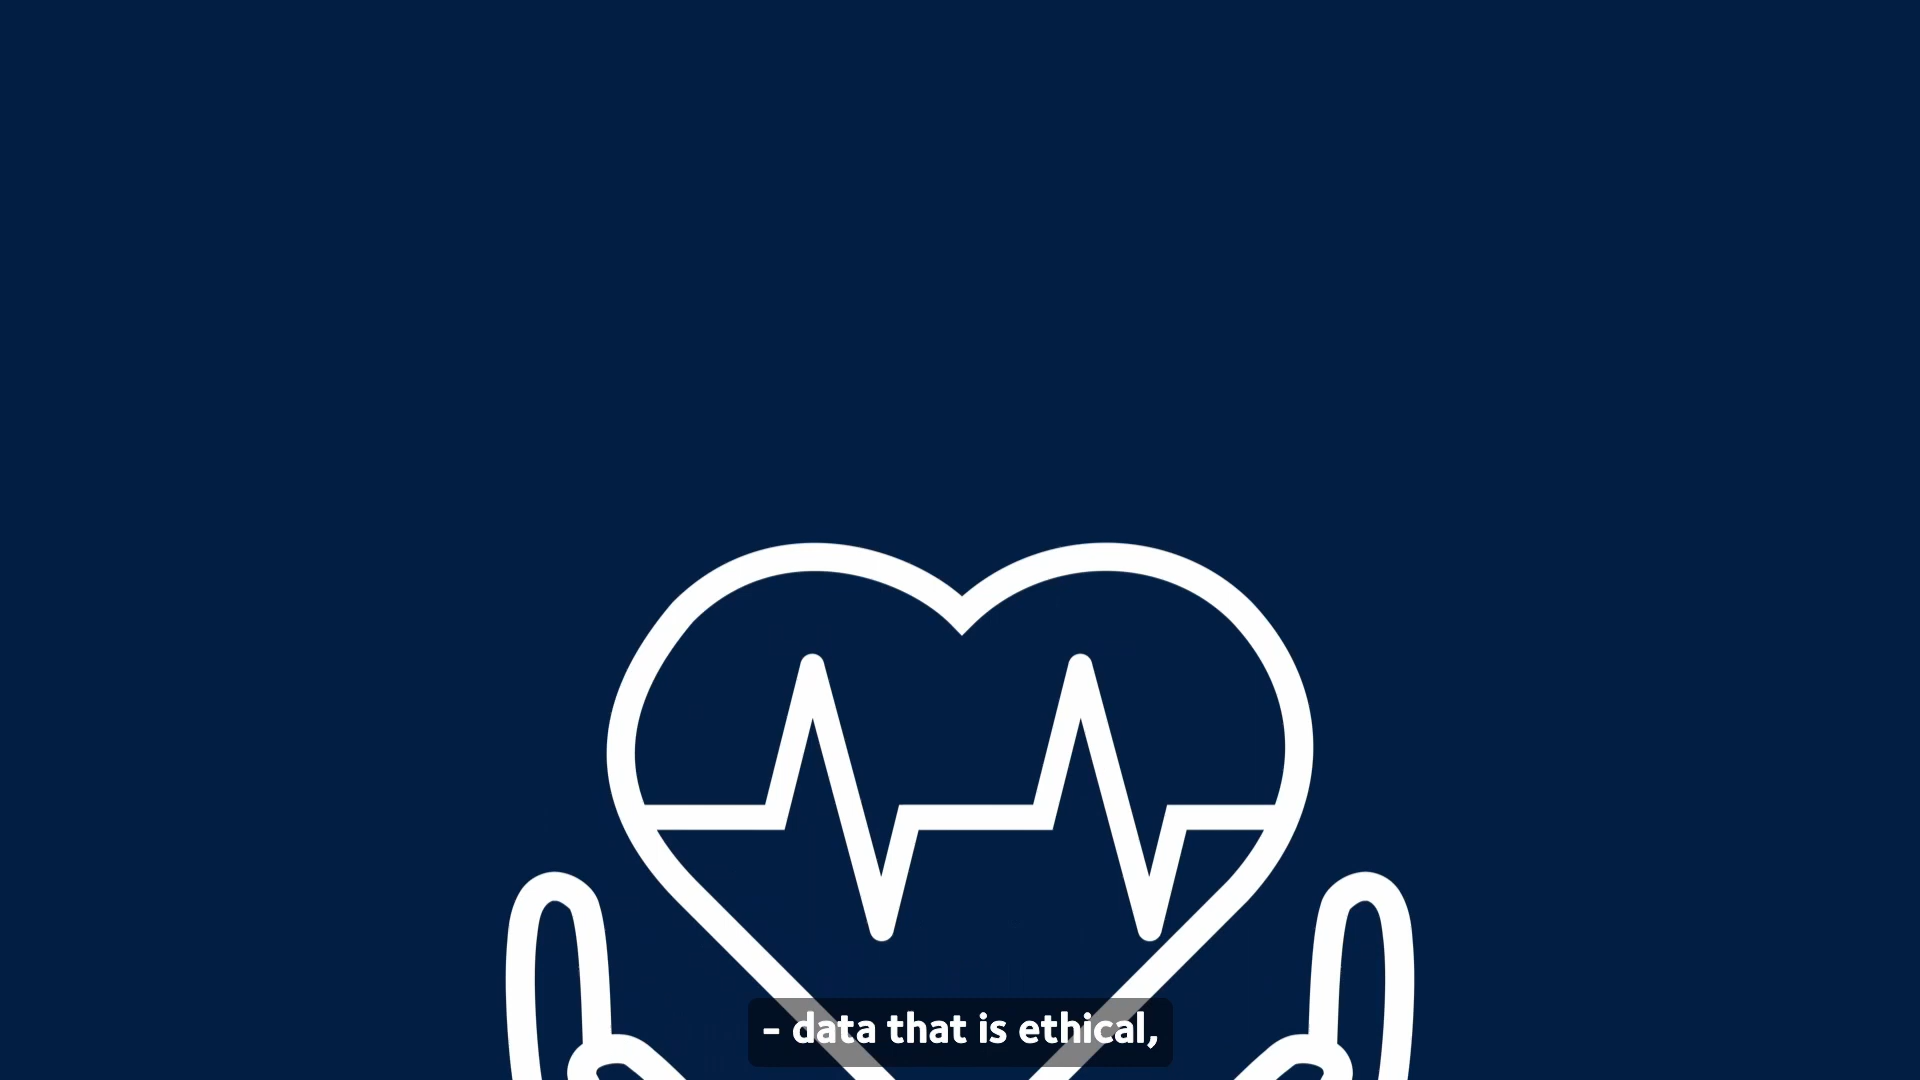 - data that is ethical,